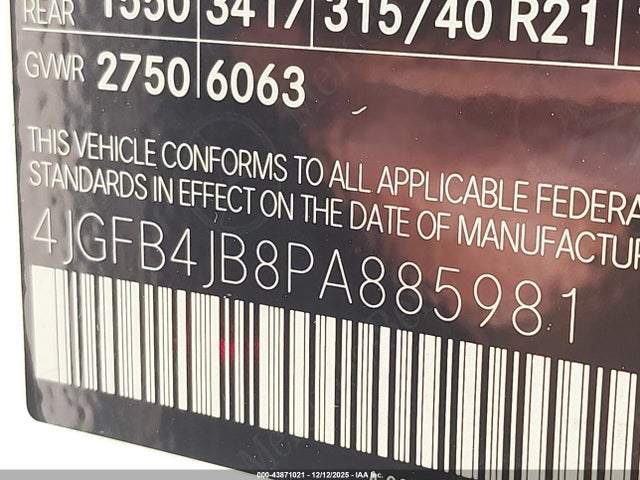 REAR 1550 3417 315/40 R21
GVWR 2750 6063
THIS VEHICLE CONFORMS TO ALL APPLICABLE FEDERA
STANDARDS IN EFFECT ON THE DATE OF MANUFACTUR
4JGFB4JB8PA885981
000-43871021 - 12/12/2025 - IAA Inc.